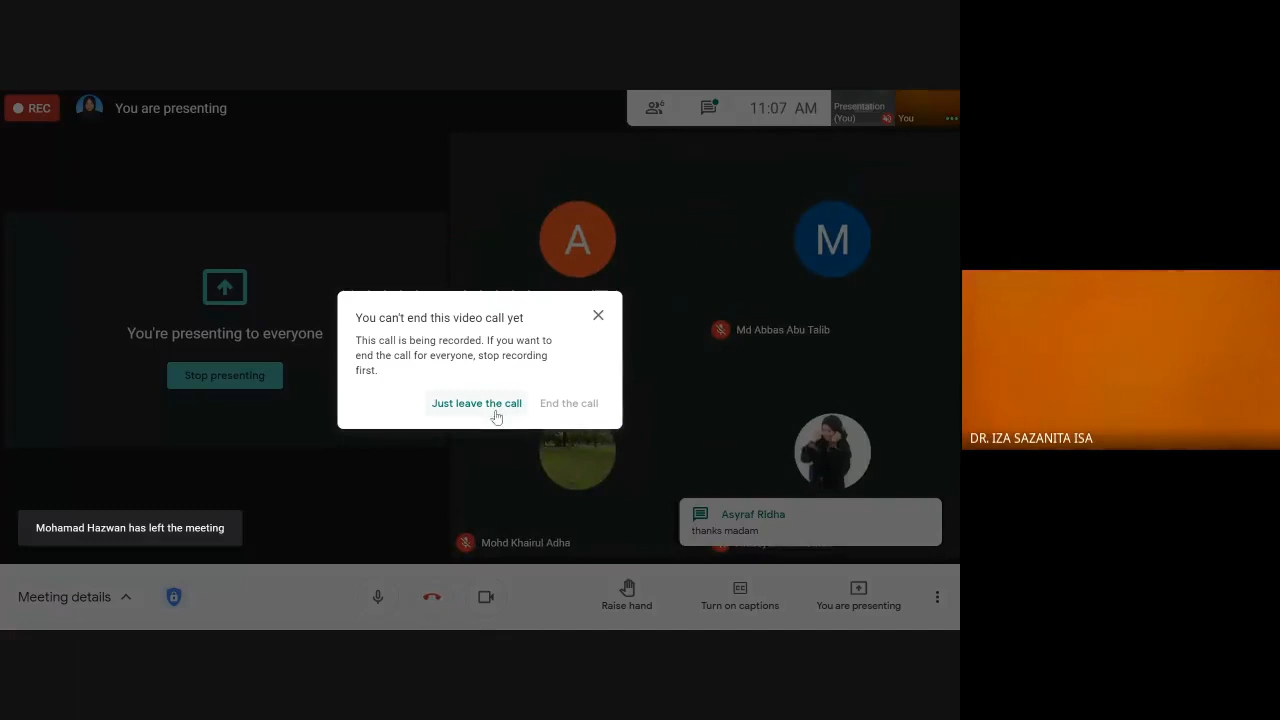 REC
You are presenting
11:07 AM
Presentation
(You)
You
A
M
You're presenting to everyone
Stop presenting
Md Abbas Abu Talib
You can't end this video call yet
This call is being recorded. If you want to
end the call for everyone, stop recording
first.
Just leave the call
End the call
DR. IZA SAZANITA ISA
Mohamad Hazwan has left the meeting
Asyraf Ridha
thanks madam
Mohd Khairul Adha
Meeting details
Raise hand
Turn on captions
You are presenting